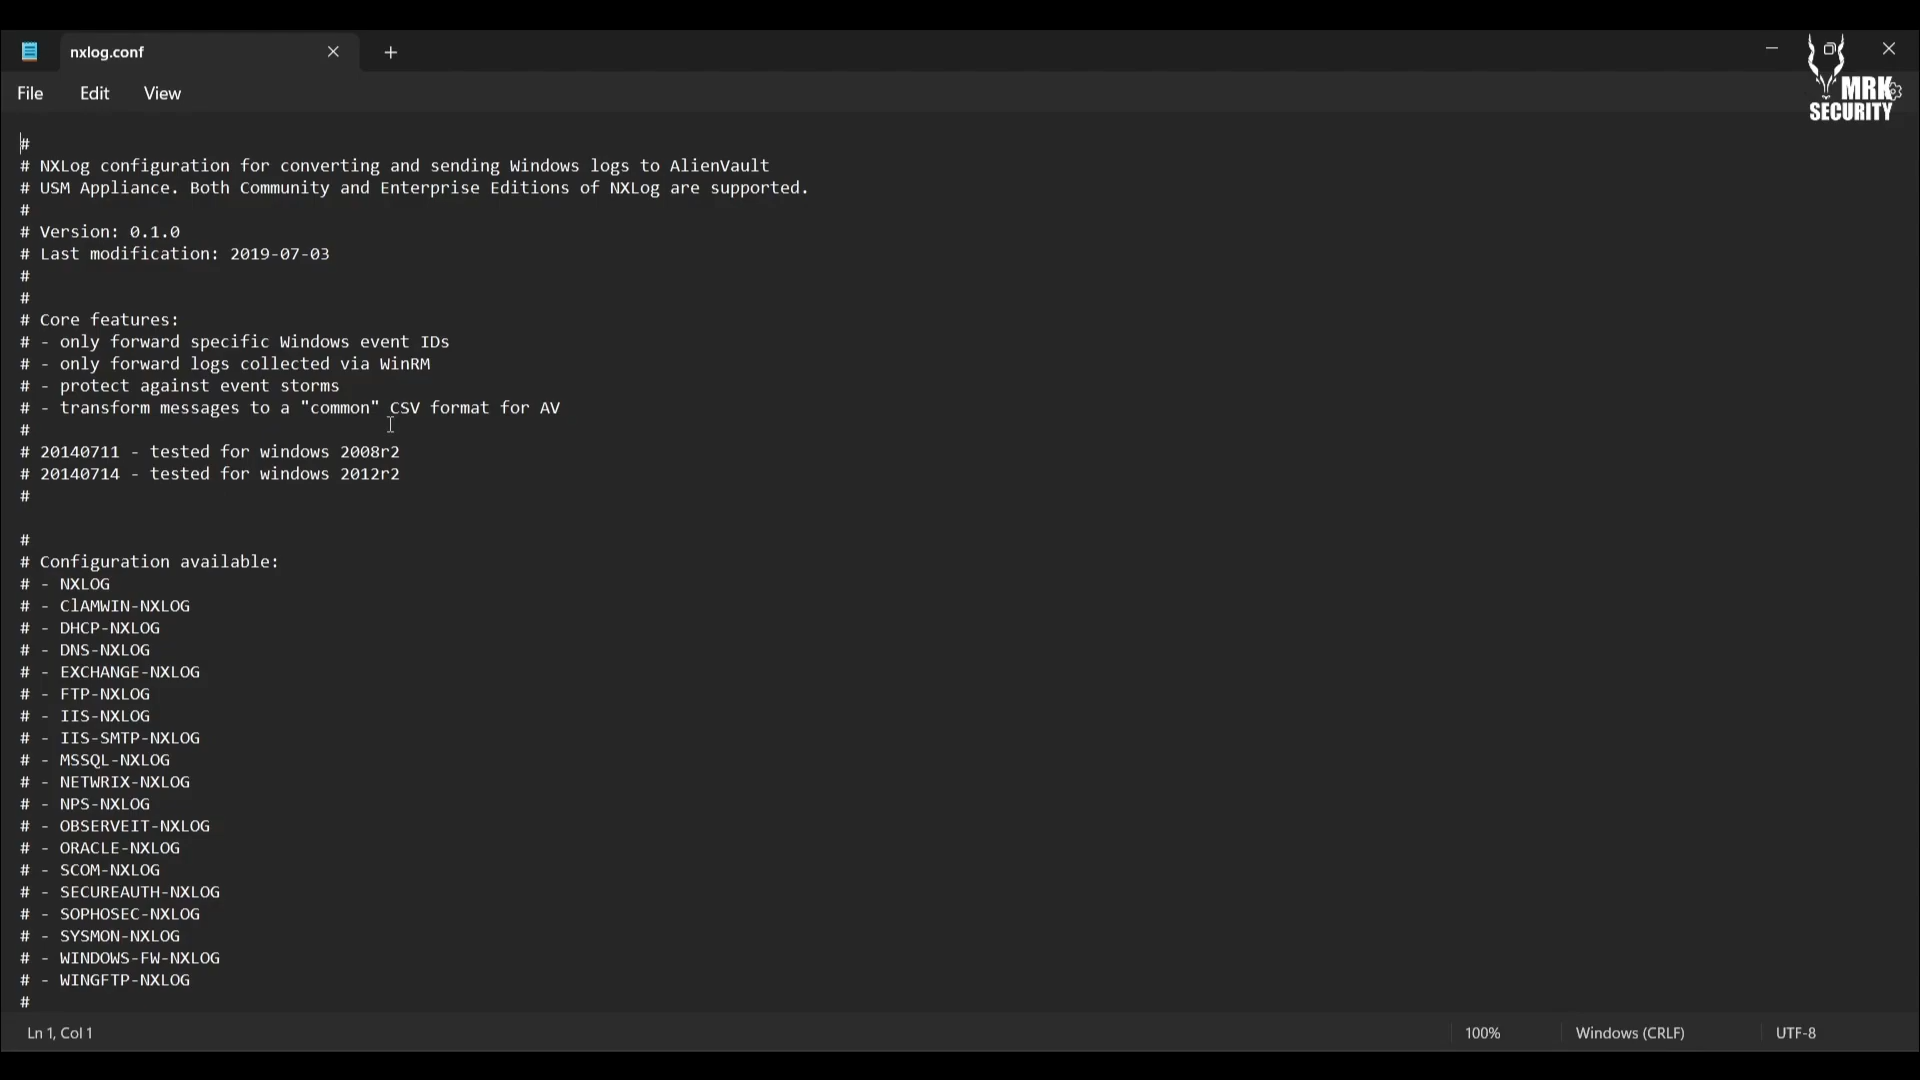 nxlog.conf
File Edit View
MRK
SECURITY
#
# NXLog configuration for converting and sending Windows logs to AlienVault
# USM Appliance. Both Community and Enterprise Editions of NXLog are supported.
#
# Version: 0.1.0
# Last modification: 2019-07-03
#
#
# Core features:
# - only forward specific Windows event IDs
# - only forward logs collected via WinRM
# - protect against event storms
# - transform messages to a "common" CSV format for AV
#
# 20140711 - tested for windows 2008r2
# 20140714 - tested for windows 2012r2
#
#
# Configuration available:
# - NXLOG
# - ClAMWIN-NXLOG
# - DHCP-NXLOG
# - DNS-NXLOG
# - EXCHANGE-NXLOG
# - FTP-NXLOG
# - IIS-NXLOG
# - IIS-SMTP-NXLOG
# - MSSQL-NXLOG
# - NETWRIX-NXLOG
# - NPS-NXLOG
# - OBSERVEIT-NXLOG
# - ORACLE-NXLOG
# - SCOM-NXLOG
# - SECUREAUTH-NXLOG
# - SOPHOSEC-NXLOG
# - SYSMON-NXLOG
# - WINDOWS-FW-NXLOG
# - WINGFTP-NXLOG
#
Ln 1, Col 1 100% Windows (CRLF) UTF-8